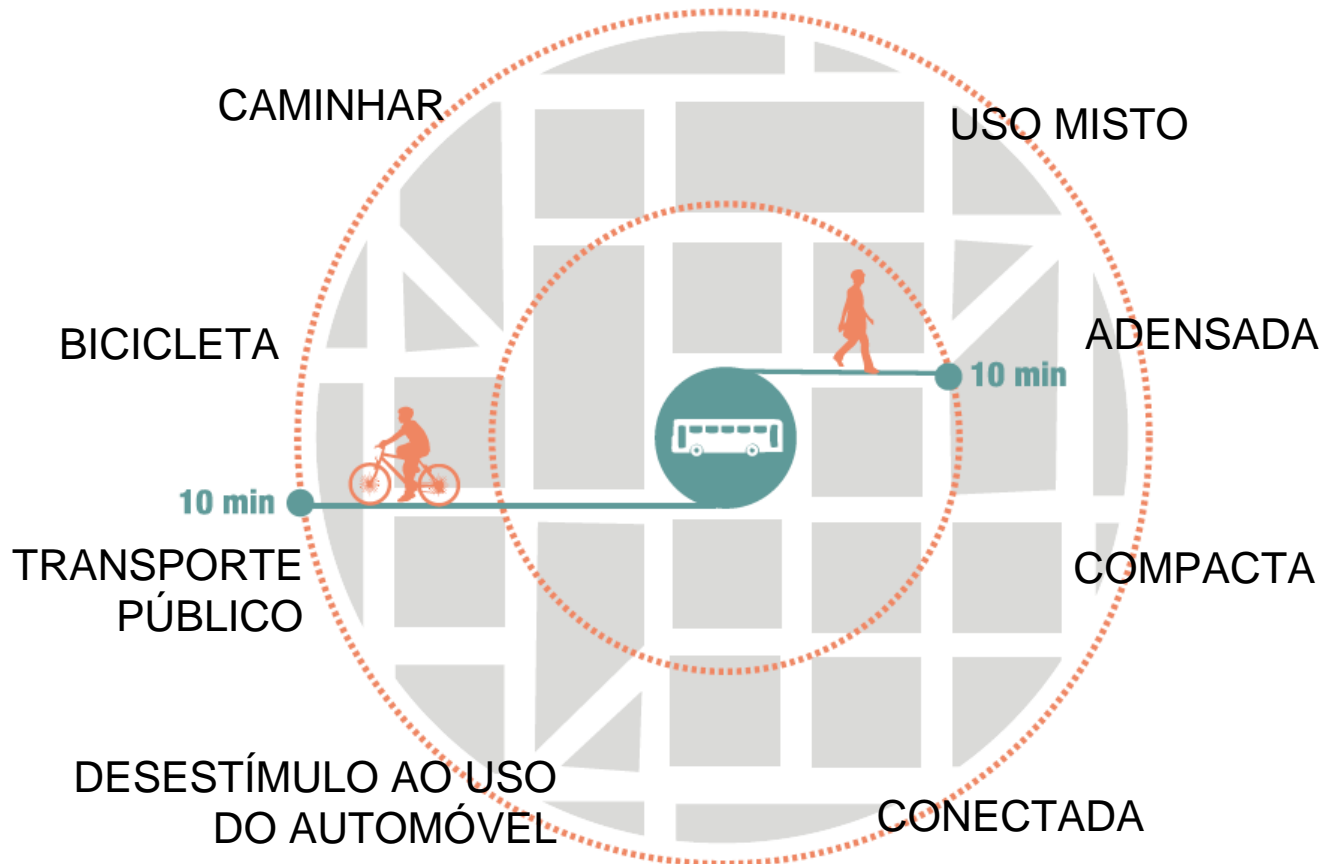 CAMINHAR
USO MISTO
BICICLETA
ADENSADA
10 min
10 min
TRANSPORTE
PÚBLICO
COMPACTA
DESESTÍMULO AO USO
DO AUTOMÓVEL
CONECTADA